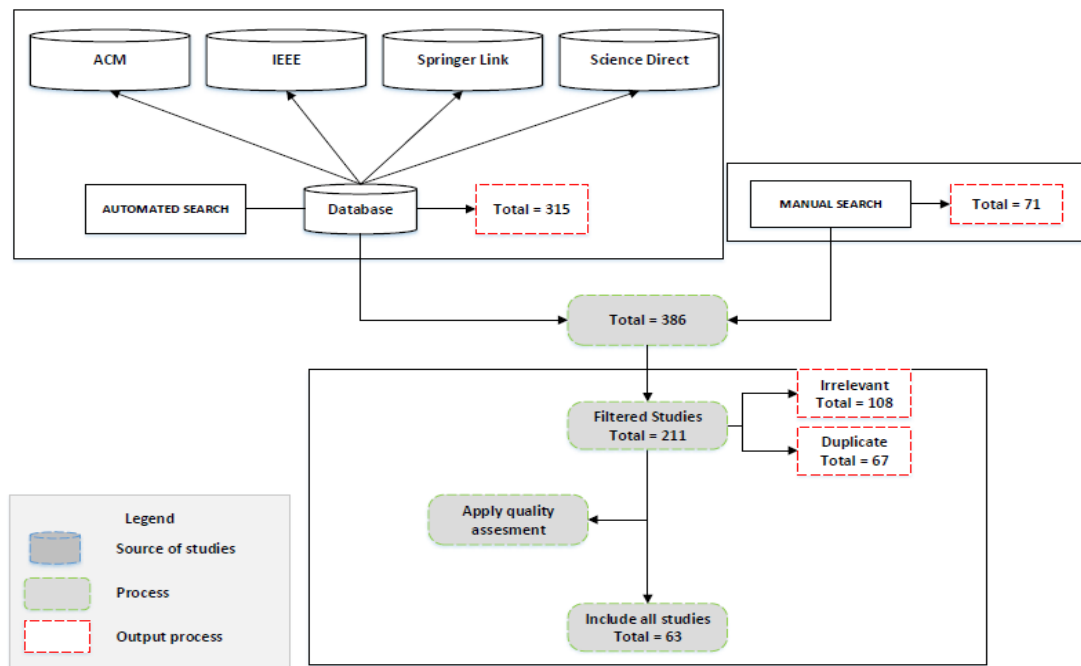 ACM
IEEE
Springer Link
Science Direct
AUTOMATED SEARCH
Database
Total = 315
MANUAL SEARCH
Total = 71
Total = 386
Filtered Studies
Total = 211
Irrelevant
Total = 108
Duplicate
Total = 67
Apply quality
assesment
Include all studies
Total = 63
Legend
Source of studies
Process
Output process